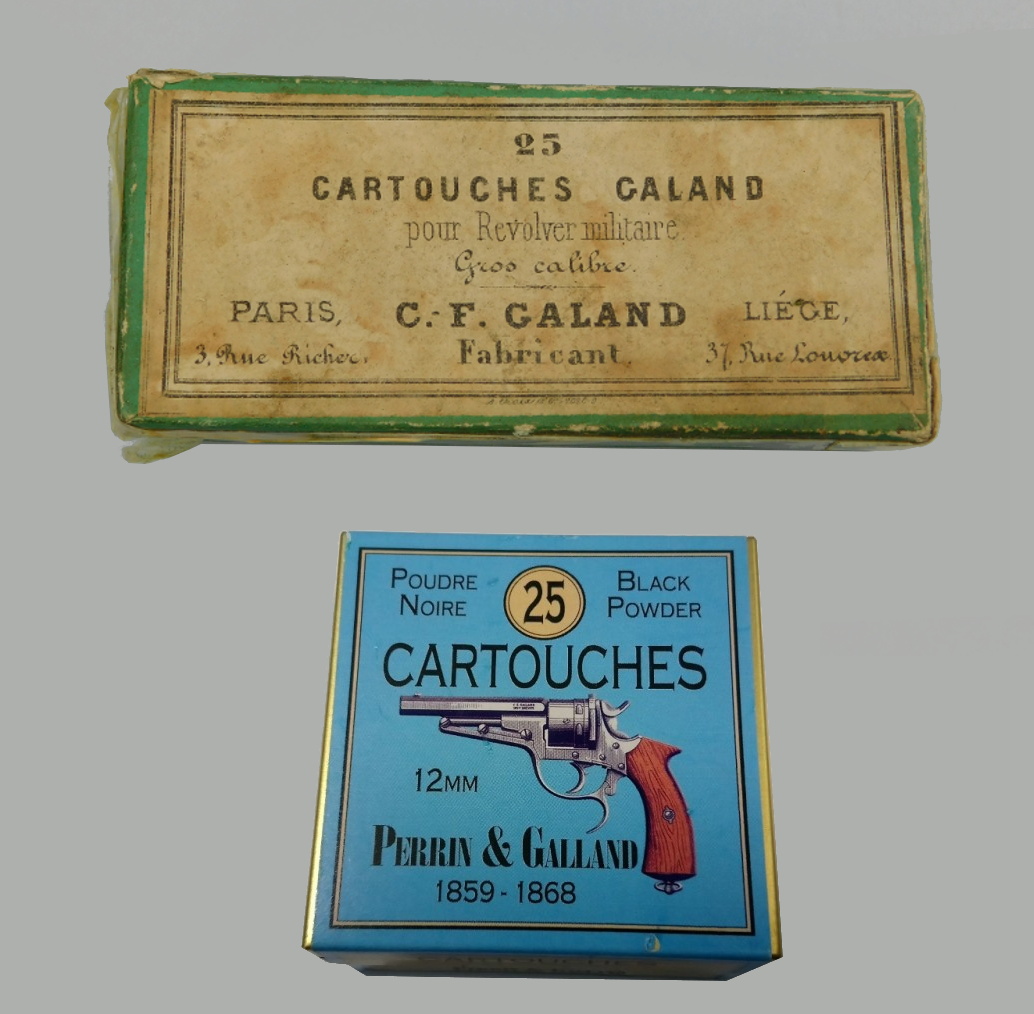 25
CARTOUCHES GALAND
pour Revolver militaire.
Gros calibre.
PARIS, C.-F. GALAND LIÉGE,
3, Rue Richer. Fabricant. 37, Rue Louvrex
POUDRE NOIRE
25
BLACK POWDER
CARTOUCHES
12MM
PERRIN & GALLAND
1859 - 1868